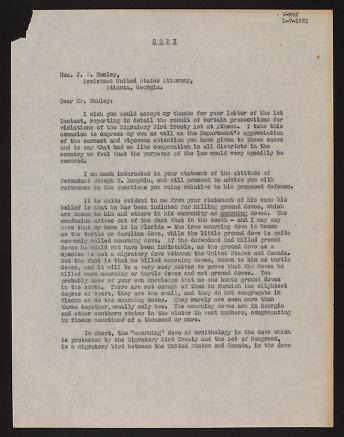 W-PCF
1-7-1921
COPY
Hon. J. W. Henley,
Assistant United States Attorney,
Atlanta, Georgia.
Dear Mr. Henley:
I wish you would accept my thanks for your letter of the 1st
instant, reporting in detail the result of certain prosecutions for
violations of the Migratory Bird Treaty Act at Athens. I take this
occasion to express my own as well as the Department's appreciation
of the earnest and vigorous attention you have given to these cases
and to say that had we like cooperation in all districts in the
country we feel that the purposes of the law would very speedily be
secured.
I am much interested in your statement of the attitude of
defendant Joseph H. Lumpkin, and will proceed to advise you with
reference to the questions you raise relative to his proposed defense.
It is quite evident to me from your statement of his case his
belief is that he has been indicted for killing ground doves, which
are known to him and others in his community as mourning doves. The
confusion arises out of the fact that in the south - and I may say
here that my home is in Florida - the true mourning dove is known
as the turtle or Carolina dove, while the little ground dove is quite
commonly called mourning dove. If the defendant had killed ground
doves he would not have been indictable, as the ground dove as a
species is not a migratory dove between the United States and Canada.
But the fact is that he killed mourning doves, known to him as turtle
doves, and it will be a very easy matter to prove that the doves he
killed were mourning or turtle doves and not ground doves. You
probably know of your own knowledge that no one hunts ground doves
in the south. There are not enough of them to furnish the slightest
degree of sport, they are too small, and they do not congregate in
flocks as do the mourning doves. They rarely are seen more than
three together, usually only two. The mourning doves are in Georgia
and other southern states in the winter in vast numbers, congregating
in flocks sometimes of a thousand or more.
In short, the "mourning" dove of ornithology is the dove which
is protected by the Migratory Bird Treaty and the Act of Congress,
is a migratory bird between the United States and Canada, is the dove